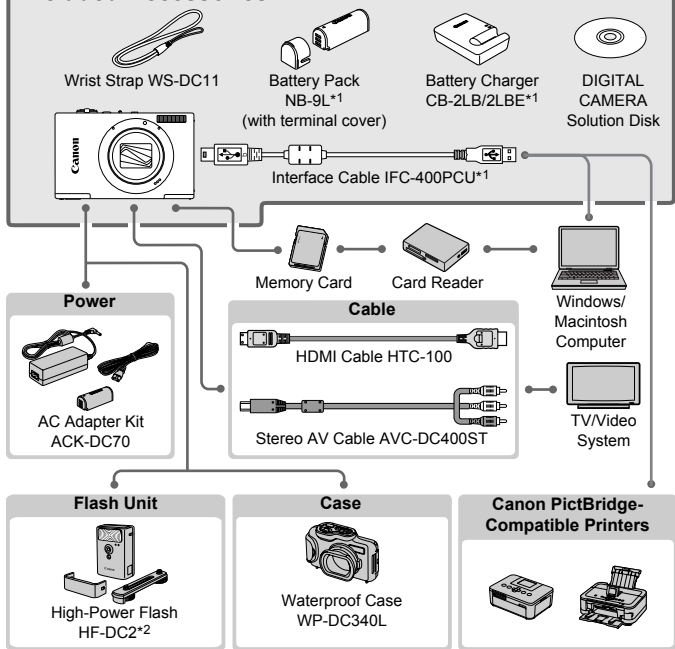 Wrist Strap WS-DC11
Battery Pack
NB-9L*1
(with terminal cover)
Battery Charger
CB-2LB/2LBE*1
DIGITAL
CAMERA
Solution Disk
Canon
Interface Cable IFC-400PCU*1
Memory Card
Card Reader
Windows/
Macintosh
Computer
Power
AC Adapter Kit
ACK-DC70
Cable
HDMI Cable HTC-100
Stereo AV Cable AVC-DC400ST
TV/Video
System
Flash Unit
High-Power Flash
HF-DC2*2
Case
Waterproof Case
WP-DC340L
Canon PictBridge-
Compatible Printers